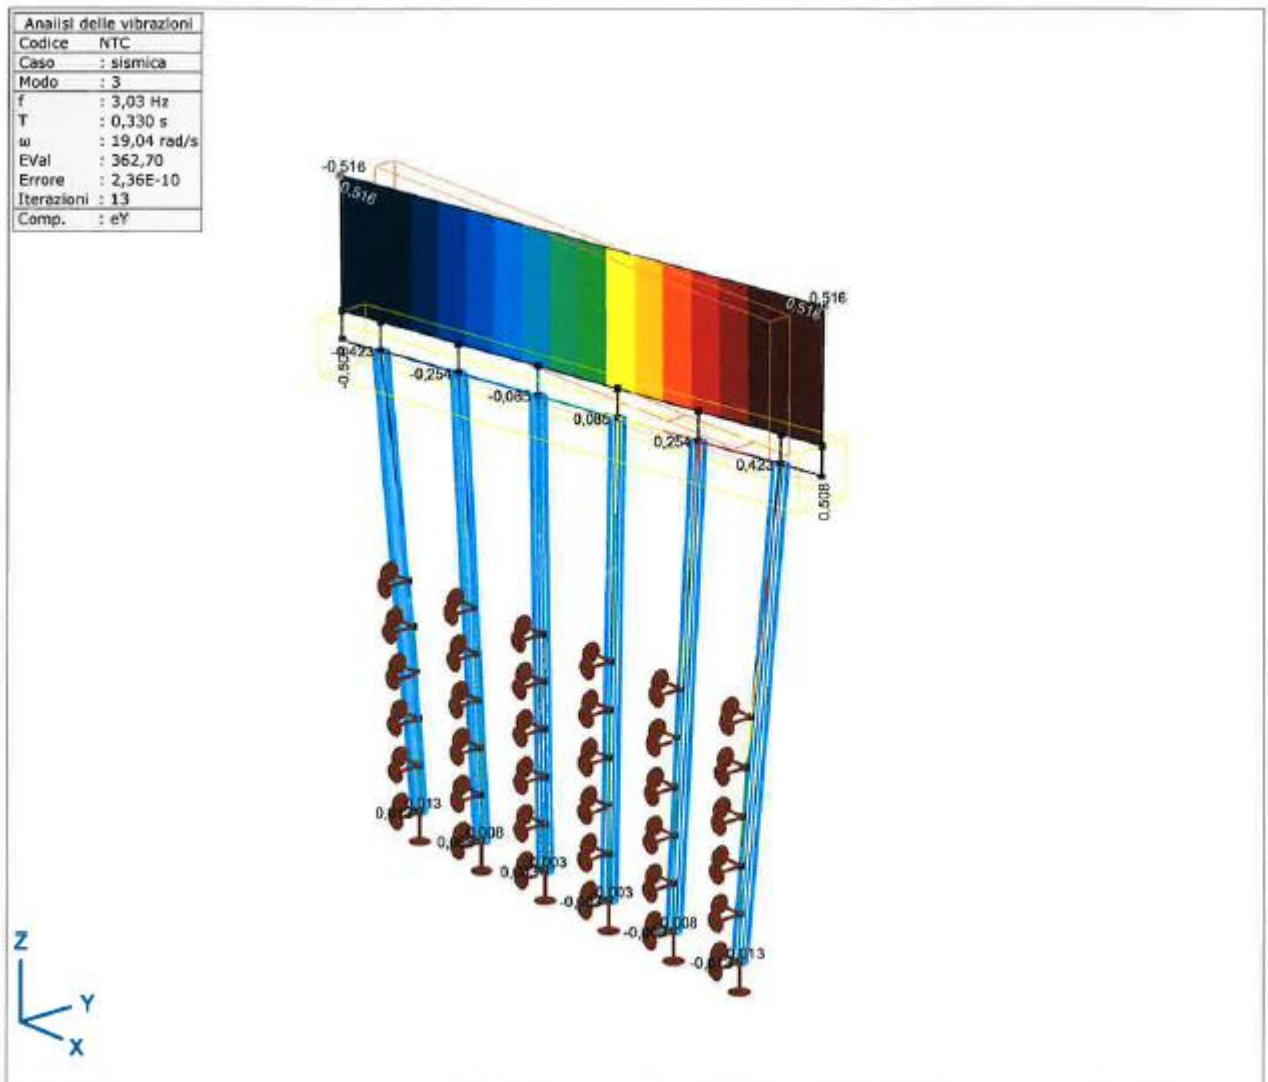 Analisi delle vibrazioni
Codice NTC
Caso : sismica
Modo : 3
f : 3,03 Hz
T : 0,330 s
ω : 19,04 rad/s
EVal : 362,70
Errore : 2,36E-10
Iterazioni : 13
Comp. : eY
-0,516
0,516
0,516
0,516
-0,423
-0,254
-0,085
0,085
0,254
0,423
0,508
0,013
0,008
0,003
0,003
0,008
0,013
Z
Y
X